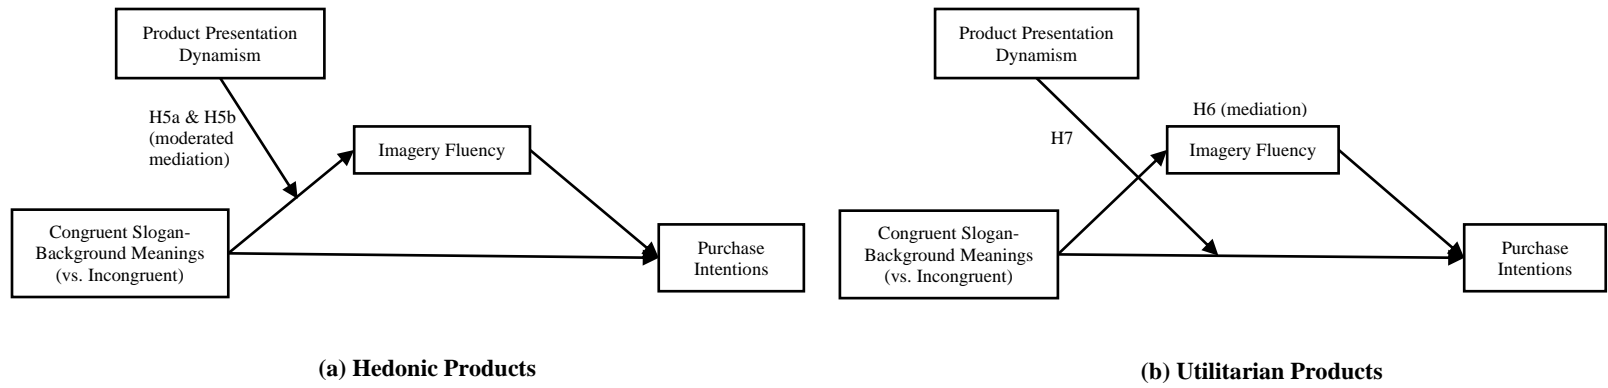 Product Presentation
Dynamism
H5a & H5b
(moderated
mediation)
Imagery Fluency
Congruent Slogan-
Background Meanings
(vs. Incongruent)
Purchase
Intentions
(a) Hedonic Products
Product Presentation
Dynamism
H6 (mediation)
H7
Imagery Fluency
Congruent Slogan-
Background Meanings
(vs. Incongruent)
Purchase
Intentions
(b) Utilitarian Products